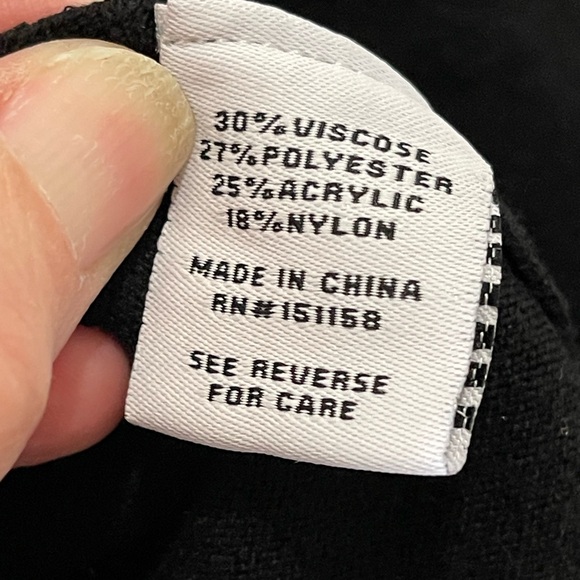 30% VISCOSE
27% POLYESTER
25% ACRYLIC
18% NYLON
MADE IN CHINA
RN#151158
SEE REVERSE
FOR CARE